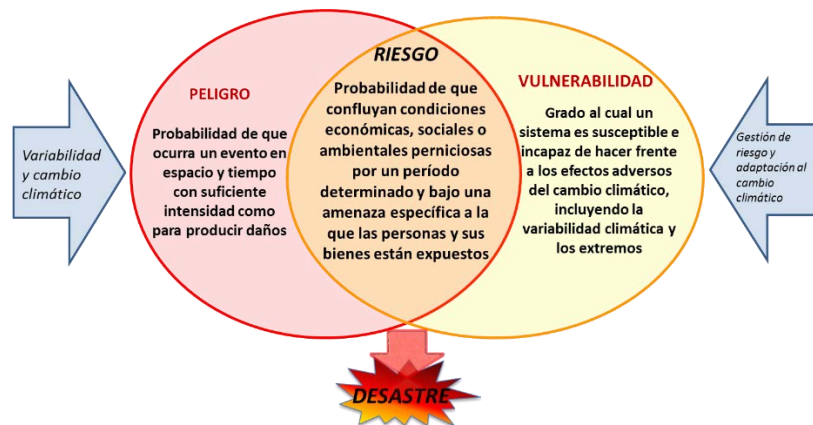 Variabilidad
y cambio
climático
PELIGRO
Probabilidad de que
ocurra un evento en
espacio y tiempo
con suficiente
intensidad como
para producir daños
RIESGO
Probabilidad de que
confluyan condiciones
económicas, sociales o
ambientales perniciosas
por un período
determinado y bajo una
amenaza específica a la
que las personas y sus
bienes están expuestos
VULNERABILIDAD
Grado al cual un
sistema es susceptible e
incapaz de hacer frente
a los efectos adversos
del cambio climático,
incluyendo la
variabilidad climática y
los extremos
Gestión de
riesgo y
adaptación al
cambio
climático
DESASTRE